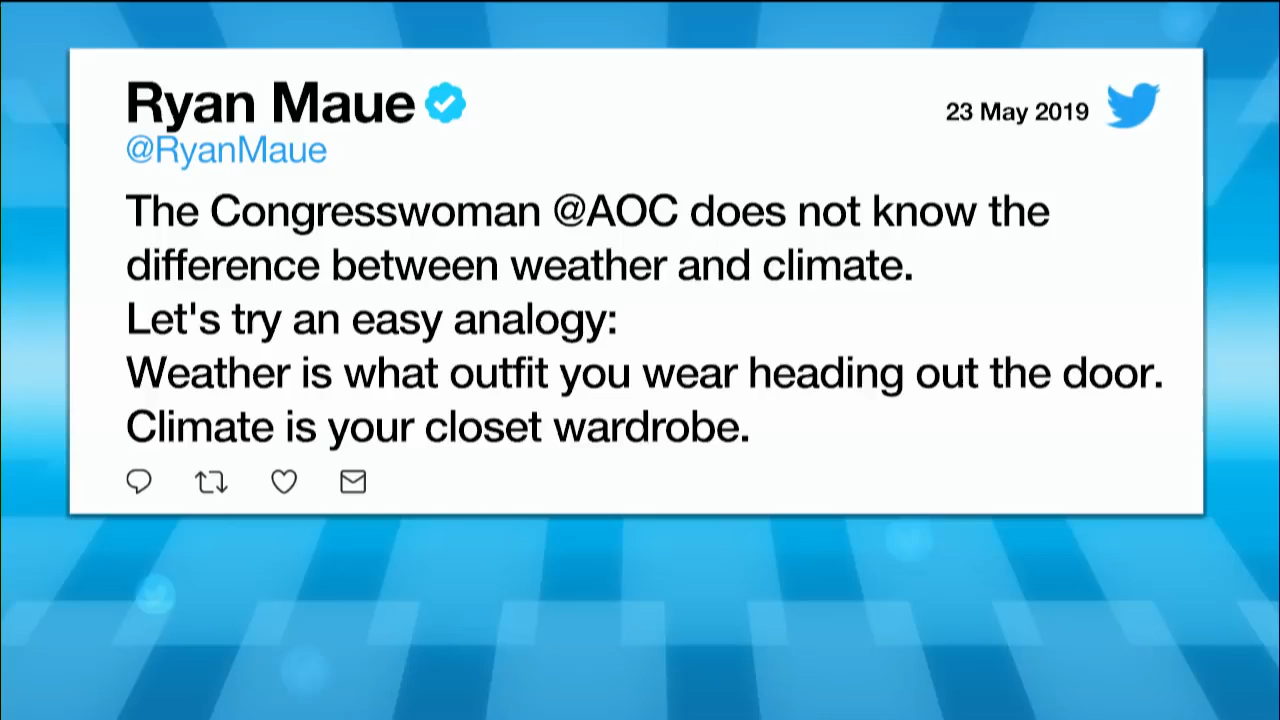 Ryan Maue
@RyanMaue
23 May 2019
The Congresswoman @AOC does not know the
difference between weather and climate.
Let's try an easy analogy:
Weather is what outfit you wear heading out the door.
Climate is your closet wardrobe.